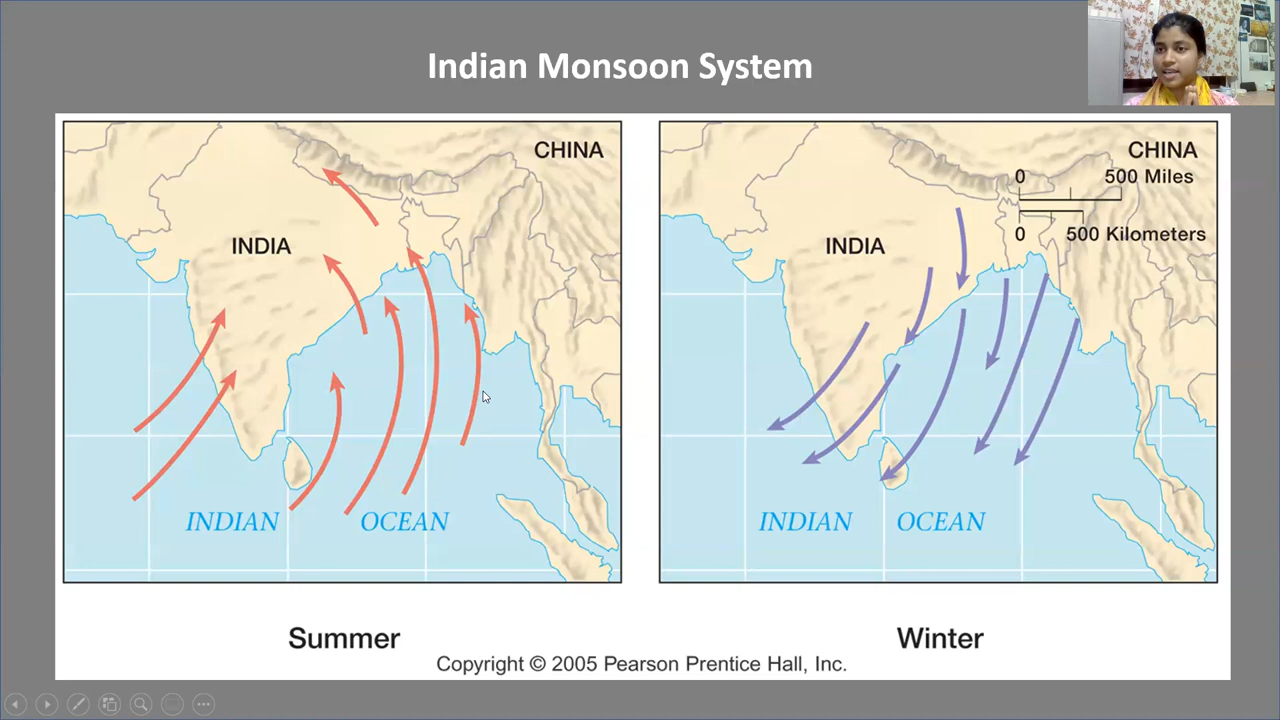 Indian Monsoon System
CHINA
INDIA
INDIAN OCEAN
Summer
CHINA
0 500 Miles
0 500 Kilometers
INDIA
INDIAN OCEAN
Winter
Copyright © 2005 Pearson Prentice Hall, Inc.